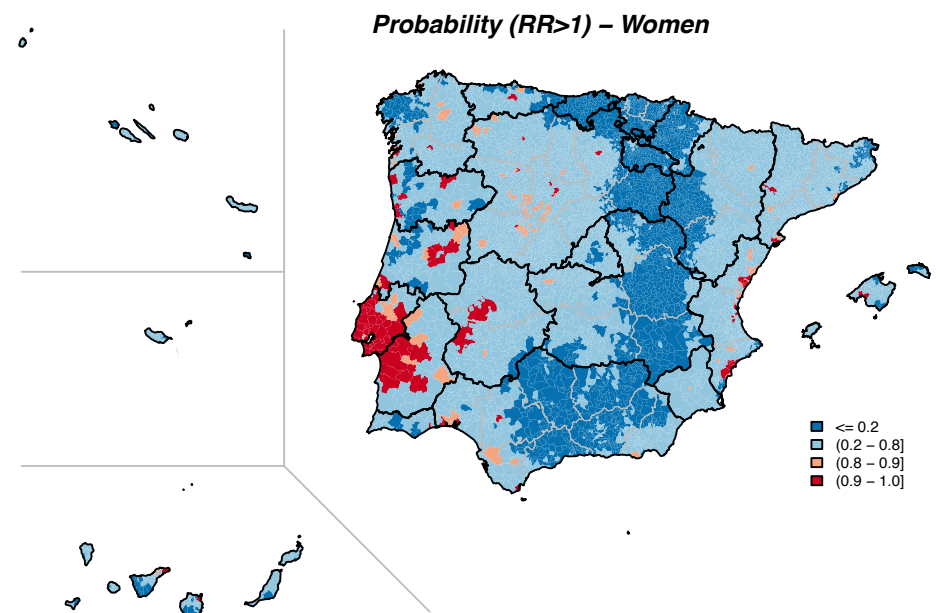 Probability (RR>1) – Women
<= 0.2
(0.2 – 0.8]
(0.8 – 0.9]
(0.9 – 1.0]